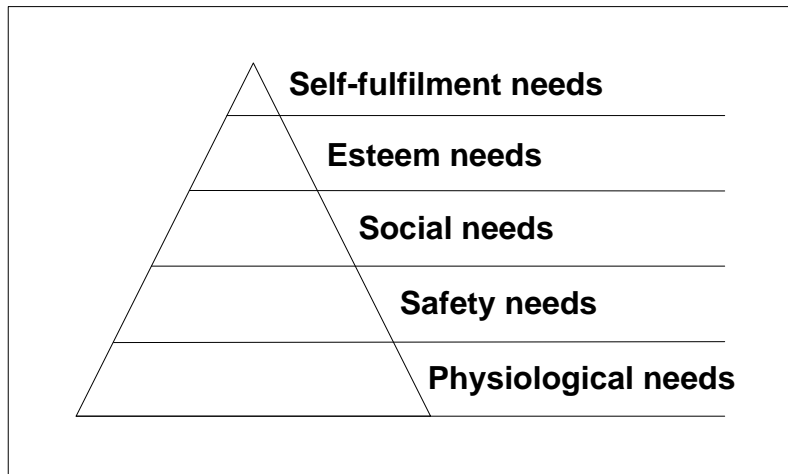 Self-fulfilment needs
Esteem needs
Social needs
Safety needs
Physiological needs